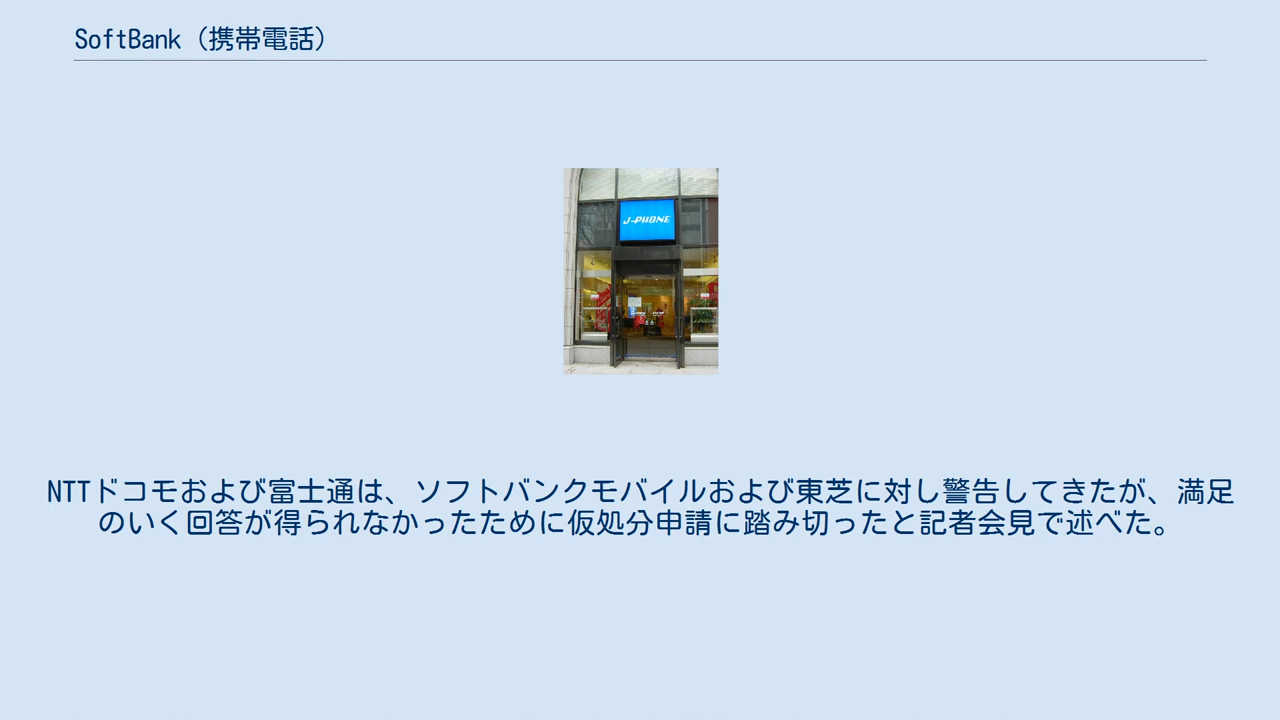 SoftBank（携帯電話）
J-PHONE
NTTドコモおよび富士通は、ソフトバンクモバイルおよび東芝に対し警告してきたが、満足
のいく回答が得られなかったために仮処分申請に踏み切ったと記者会見で述べた。